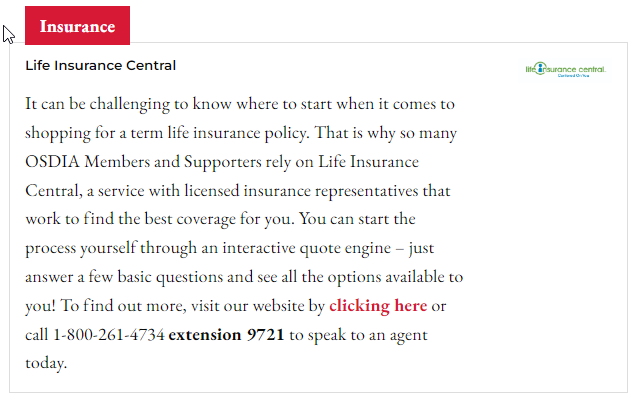 Insurance
Life Insurance Central
life insurance central.
Centered On You
It can be challenging to know where to start when it comes to
shopping for a term life insurance policy. That is why so many
OSDIA Members and Supporters rely on Life Insurance
Central, a service with licensed insurance representatives that
work to find the best coverage for you. You can start the
process yourself through an interactive quote engine – just
answer a few basic questions and see all the options available to
you! To find out more, visit our website by clicking here or
call 1-800-261-4734 extension 9721 to speak to an agent
today.